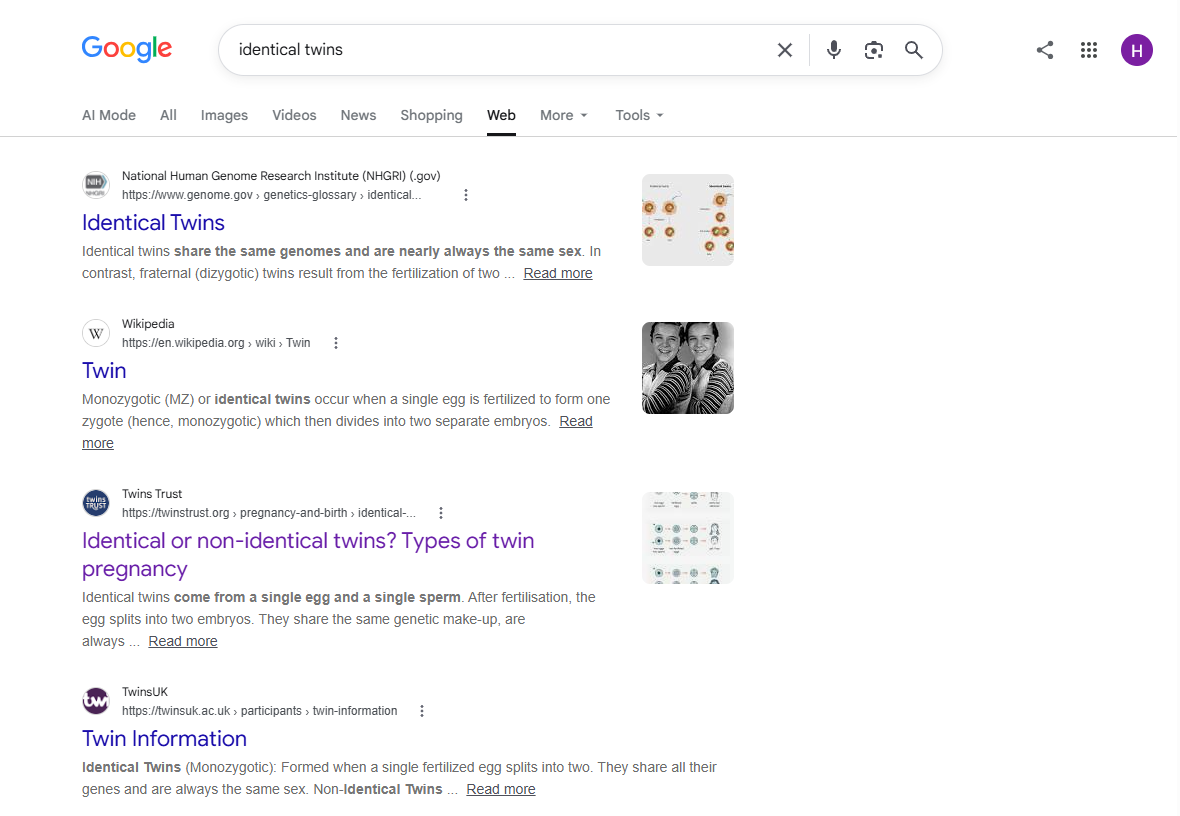 Google
identical twins
H
AI Mode All Images Videos News Shopping Web More Tools
NIH
NHGRI
National Human Genome Research Institute (NHGRI) (.gov)
https://www.genome.gov › genetics-glossary › identical...
Identical Twins
Identical twins share the same genomes and are nearly always the same sex. In
contrast, fraternal (dizygotic) twins result from the fertilization of two ... Read more
W
Wikipedia
https://en.wikipedia.org › wiki › Twin
Twin
Monozygotic (MZ) or identical twins occur when a single egg is fertilized to form one
zygote (hence, monozygotic) which then divides into two separate embryos. Read
more
twins
TRUST
Twins Trust
https://twinstrust.org › pregnancy-and-birth › identical-...
Identical or non-identical twins? Types of twin
pregnancy
Identical twins come from a single egg and a single sperm. After fertilisation, the
egg splits into two embryos. They share the same genetic make-up, are
always ... Read more
tw
TwinsUK
https://twinsuk.ac.uk › participants › twin-information
Twin Information
Identical Twins (Monozygotic): Formed when a single fertilized egg splits into two. They share all their
genes and are always the same sex. Non-Identical Twins ... Read more